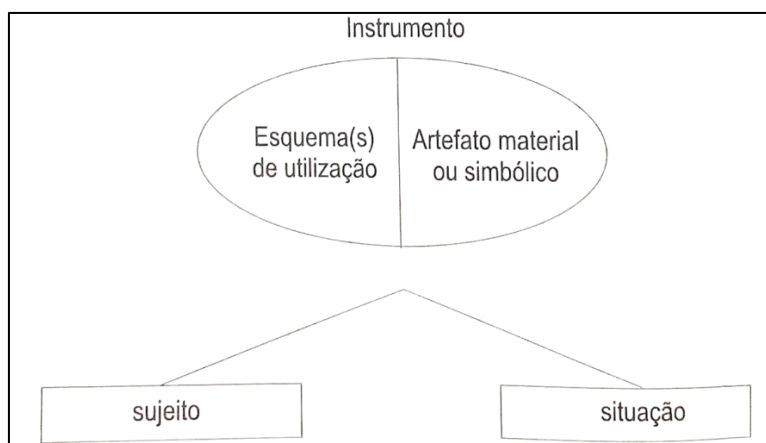 Instrumento
Esquema(s)
de utilização
Artefato material
ou simbólico
sujeito
situação